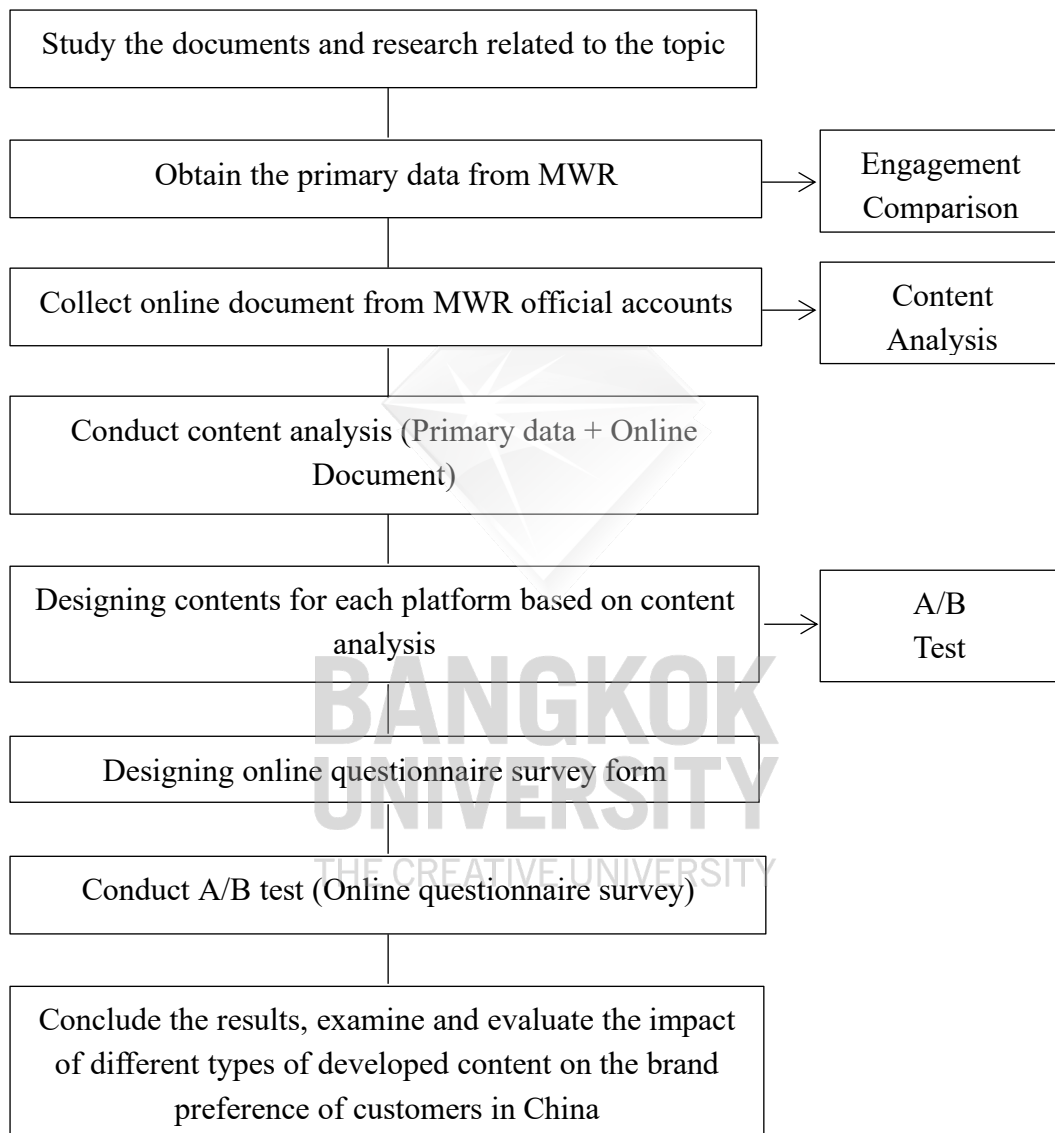 Study the documents and research related to the topic
Obtain the primary data from MWR
Engagement
Comparison
Collect online document from MWR official accounts
Content
Analysis
Conduct content analysis (Primary data + Online
Document)
Designing contents for each platform based on content
analysis
A/B
Test
BANGKOK
UNIVERSITY
THE CREATIVE UNIVERSITY
Designing online questionnaire survey form
Conduct A/B test (Online questionnaire survey)
Conclude the results, examine and evaluate the impact
of different types of developed content on the brand
preference of customers in China